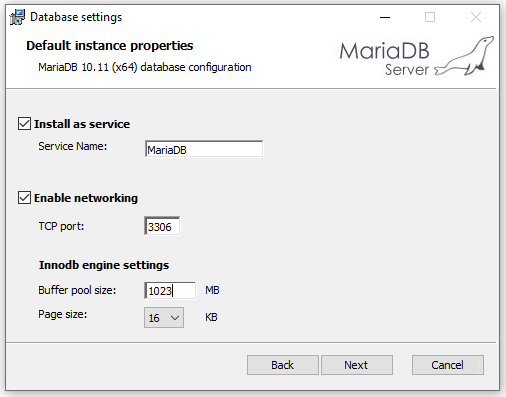 Database settings
Default instance properties
MariaDB 10.11 (x64) database configuration
MariaDB
Server
Install as service
Service Name: MariaDB
Enable networking
TCP port: 3306
Innodb engine settings
Buffer pool size: 1023 MB
Page size: 16 KB
Back Next Cancel